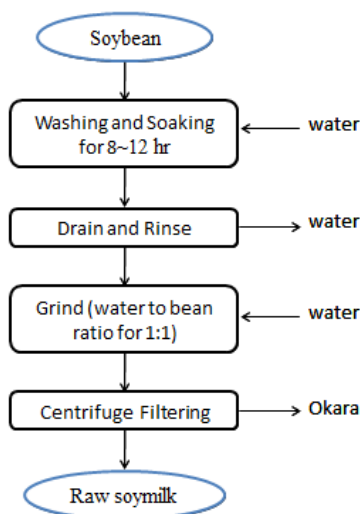 Soybean
Washing and Soaking
for 8~12 hr
water
Drain and Rinse
water
Grind (water to bean
ratio for 1:1)
water
Centrifuge Filtering
Okara
Raw soymilk